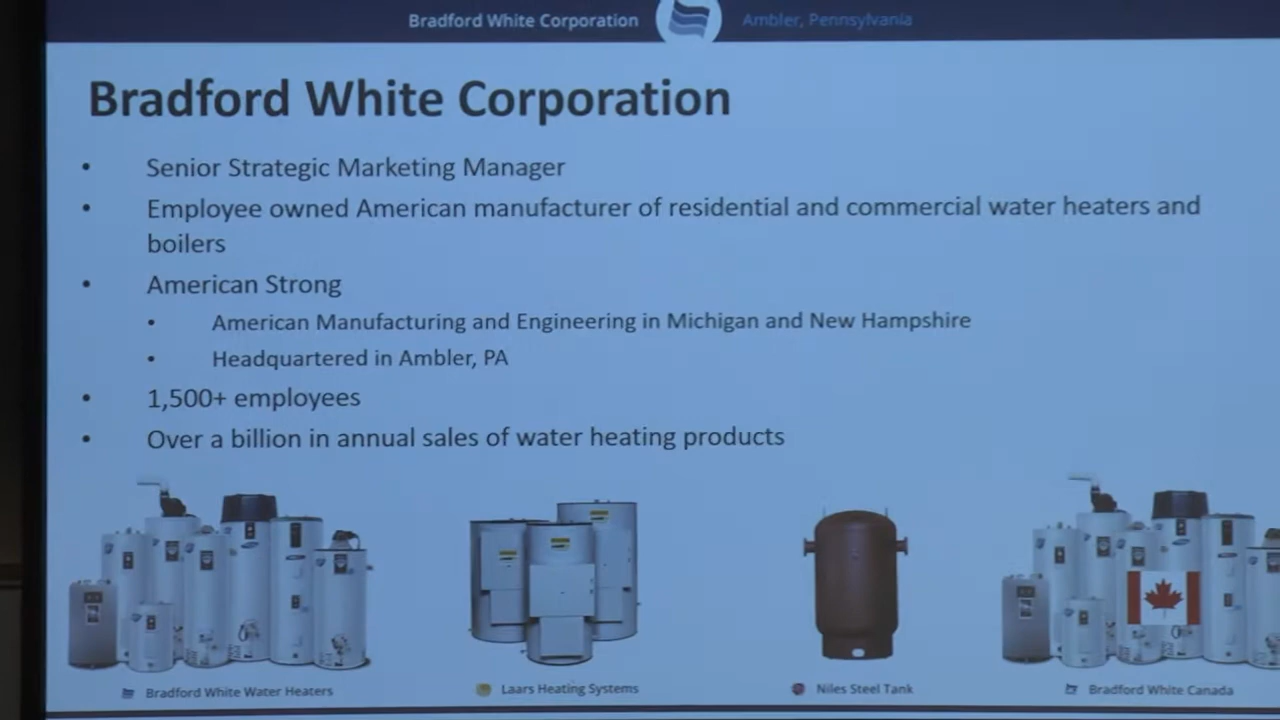 Bradford White Corporation Ambler, Pennsylvania
Bradford White Corporation
• Senior Strategic Marketing Manager
• Employee owned American manufacturer of residential and commercial water heaters and
boilers
• American Strong
• American Manufacturing and Engineering in Michigan and New Hampshire
• Headquartered in Ambler, PA
• 1,500+ employees
• Over a billion in annual sales of water heating products
Bradford White Water Heaters
Laars Heating Systems
Niles Steel Tank
Bradford White Canada